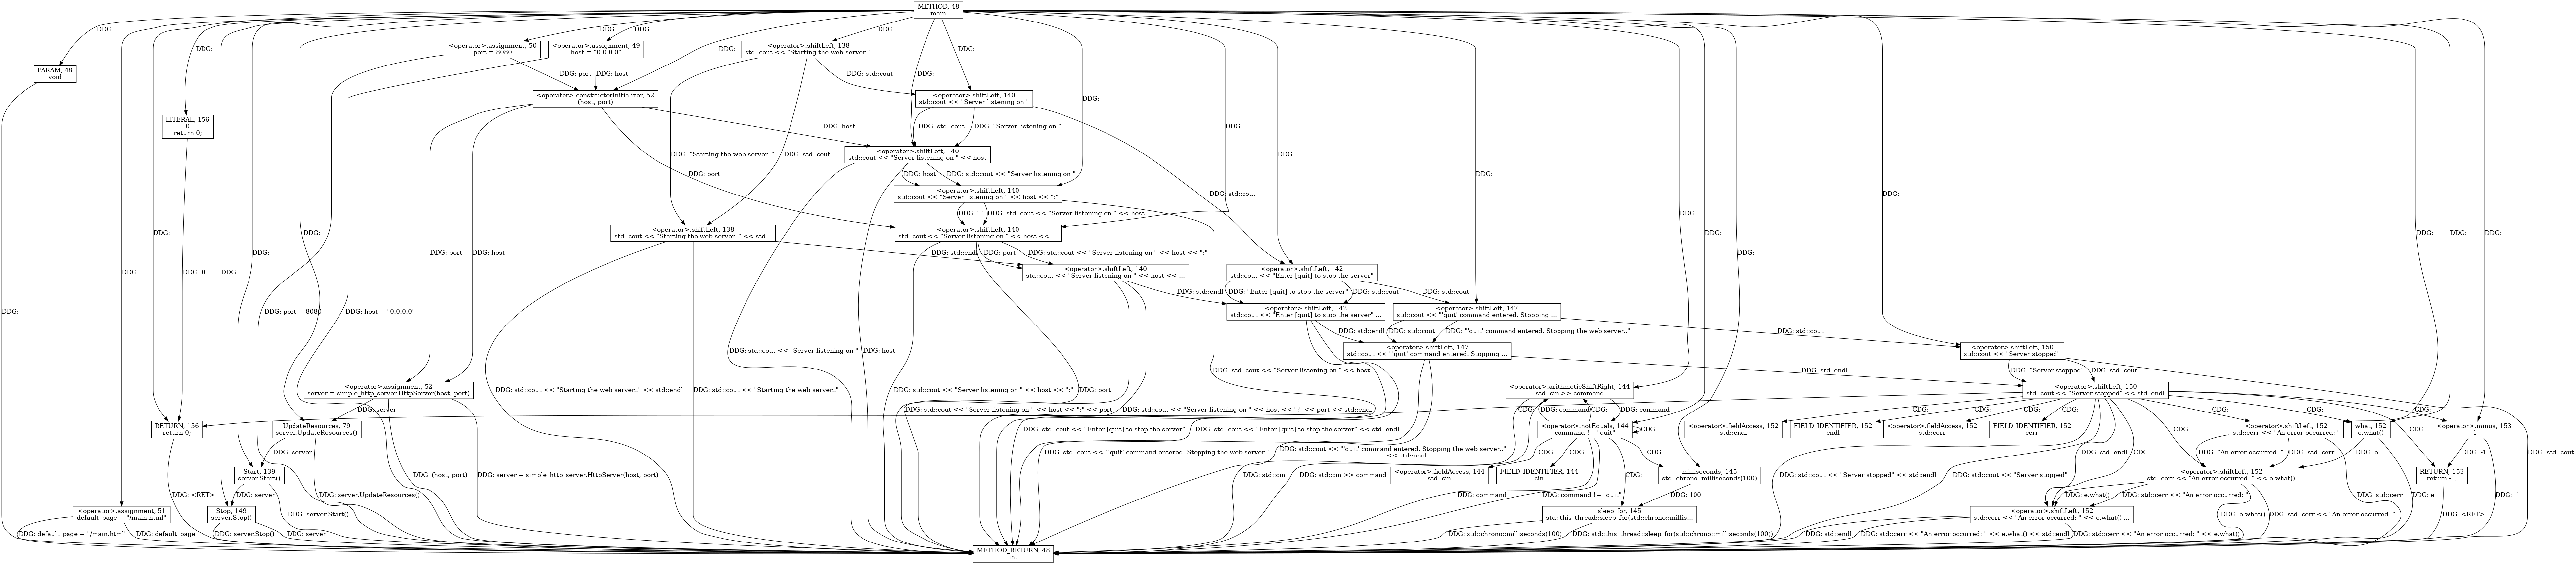 METHOD, 48
main
DDG:
DDG:
DDG:
DDG:
<operator>.assignment, 50
port = 8080
<operator>.assignment, 49
host = "0.0.0.0"
<operator>.shiftLeft, 138
std::cout << "Starting the web server.."
DDG:
DDG:
DDG:
PARAM, 48
void
DDG: port
DDG: host
DDG: std::cout
DDG:
<operator>.constructorInitializer, 52
(host, port)
<operator>.shiftLeft, 140
std::cout << "Server listening on "
DDG:
LITERAL, 156
0
return 0;
DDG: host
DDG: std::cout
DDG: "Server listening on "
DDG:
<operator>.shiftLeft, 140
std::cout << "Server listening on " << host
DDG: "Starting the web server.."
DDG: std::cout
DDG:
DDG: port
DDG: host
DDG: std::cout << "Server listening on "
DDG:
<operator>.shiftLeft, 140
std::cout << "Server listening on " << host << ":"
DDG: std::cout
DDG:
DDG: ":"
DDG: std::cout << "Server listening on " << host
DDG:
DDG:
DDG:
DDG:
DDG:
DDG:
DDG:
<operator>.shiftLeft, 138
std::cout << "Starting the web server.." << std...
<operator>.shiftLeft, 140
std::cout << "Server listening on " << host << ...
DDG:
DDG:
DDG: port
DDG: host
DDG: std::endl
DDG: port
DDG: std::cout << "Server listening on " << host << ":"
DDG:
DDG:
DDG: 0
DDG:
<operator>.shiftLeft, 140
std::cout << "Server listening on " << host << ...
<operator>.shiftLeft, 142
std::cout << "Enter [quit] to stop the server"
DDG: std::endl
DDG: "Enter [quit] to stop the server"
DDG: std::cout
DDG: std::cout
DDG:
DDG: port = 8080
DDG: host = "0.0.0.0"
<operator>.shiftLeft, 142
std::cout << "Enter [quit] to stop the server" ...
<operator>.shiftLeft, 147
std::cout << "'quit' command entered. Stopping ...
DDG: std::endl
DDG: std::cout
DDG: "'quit' command entered. Stopping the web server.."
DDG: std::cout
DDG: std::cout << "Server listening on "
DDG: host
<operator>.shiftLeft, 147
std::cout << "'quit' command entered. Stopping ...
<operator>.shiftLeft, 150
std::cout << "Server stopped"
DDG: std::cout << "Server listening on " << host
DDG: std::endl
DDG: "Server stopped"
DDG: std::cout
<operator>.assignment, 52
server = simple_http_server.HttpServer(host, port)
DDG: std::cout << "Starting the web server.." << std::endl
DDG: std::cout << "Starting the web server.."
DDG: std::cout << "Server listening on " << host << ":"
DDG: port
<operator>.arithmeticShiftRight, 144
std::cin >> command
<operator>.shiftLeft, 150
std::cout << "Server stopped" << std::endl
DDG: server
DDG: std::cout << "Server listening on " << host << ":" << port
DDG: std::cout << "Server listening on " << host << ":" << port << std::endl
CDG:
DDG: command
CDG:
DDG: command
CDG:
CDG:
CDG:
CDG:
CDG:
CDG:
RETURN, 156
return 0;
UpdateResources, 79
server.UpdateResources()
DDG: std::cout << "Enter [quit] to stop the server"
DDG: std::cout << "Enter [quit] to stop the server" << std::endl
<operator>.notEquals, 144
command != "quit"
CDG:
<operator>.fieldAccess, 152
std::endl
FIELD_IDENTIFIER, 152
endl
<operator>.fieldAccess, 152
std::cerr
FIELD_IDENTIFIER, 152
cerr
<operator>.shiftLeft, 152
std::cerr << "An error occurred: "
what, 152
e.what()
<operator>.minus, 153
-1
DDG: server
DDG: std::cout << "'quit' command entered. Stopping the web server.."
DDG: std::cout << "'quit' command entered. Stopping the web server.."
<< std::endl
CDG:
CDG:
CDG:
DDG: std::endl
CDG:
DDG: "An error occurred: "
DDG: std::cerr
DDG: e
CDG:
DDG: -1
DDG: std::cout
Start, 139
server.Start()
DDG: (host, port)
DDG: server = simple_http_server.HttpServer(host, port)
DDG: std::cin
DDG: std::cin >> command
<operator>.fieldAccess, 144
std::cin
FIELD_IDENTIFIER, 144
cin
CDG:
milliseconds, 145
std::chrono::milliseconds(100)
DDG: std::cout << "Server stopped" << std::endl
DDG: std::cout << "Server stopped"
<operator>.shiftLeft, 152
std::cerr << "An error occurred: " << e.what()
RETURN, 153
return -1;
DDG: <RET>
DDG: server
DDG: server.UpdateResources()
DDG: command
DDG: command != "quit"
DDG: 100
DDG: e.what()
DDG: std::cerr << "An error occurred: "
DDG: std::cerr
DDG: e
DDG: -1
<operator>.assignment, 51
default_page = "/main.html"
Stop, 149
server.Stop()
DDG: server.Start()
sleep_for, 145
std::this_thread::sleep_for(std::chrono::millis...
<operator>.shiftLeft, 152
std::cerr << "An error occurred: " << e.what() ...
DDG: e.what()
DDG: std::cerr << "An error occurred: "
DDG: <RET>
DDG: default_page = "/main.html"
DDG: default_page
DDG: server.Stop()
DDG: server
DDG: std::chrono::milliseconds(100)
DDG: std::this_thread::sleep_for(std::chrono::milliseconds(100))
DDG: std::endl
DDG: std::cerr << "An error occurred: " << e.what() << std::endl
DDG: std::cerr << "An error occurred: " << e.what()
METHOD_RETURN, 48
int